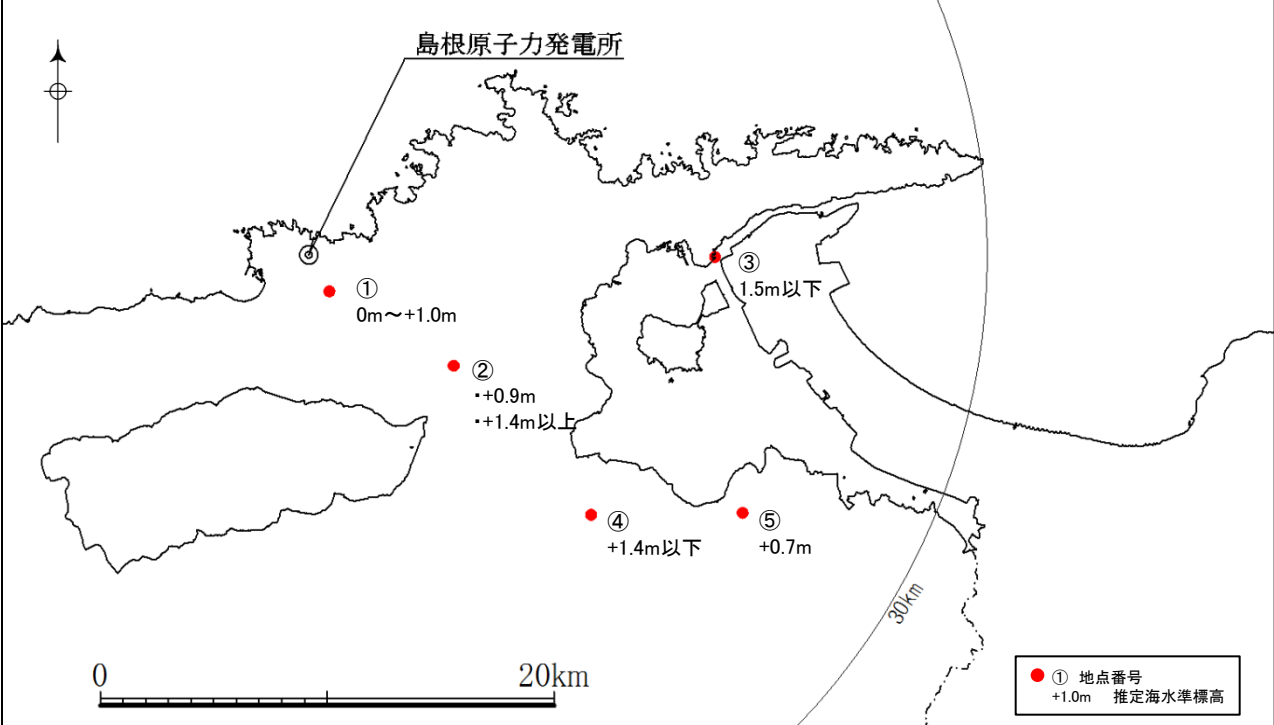 島根原子力発電所
①
0m～+1.0m
②
・+0.9m
・+1.4m以上
③
1.5m以下
④
+1.4m以下
⑤
+0.7m
30km
0 20km
① 地点番号
+1.0m 推定海水準標高